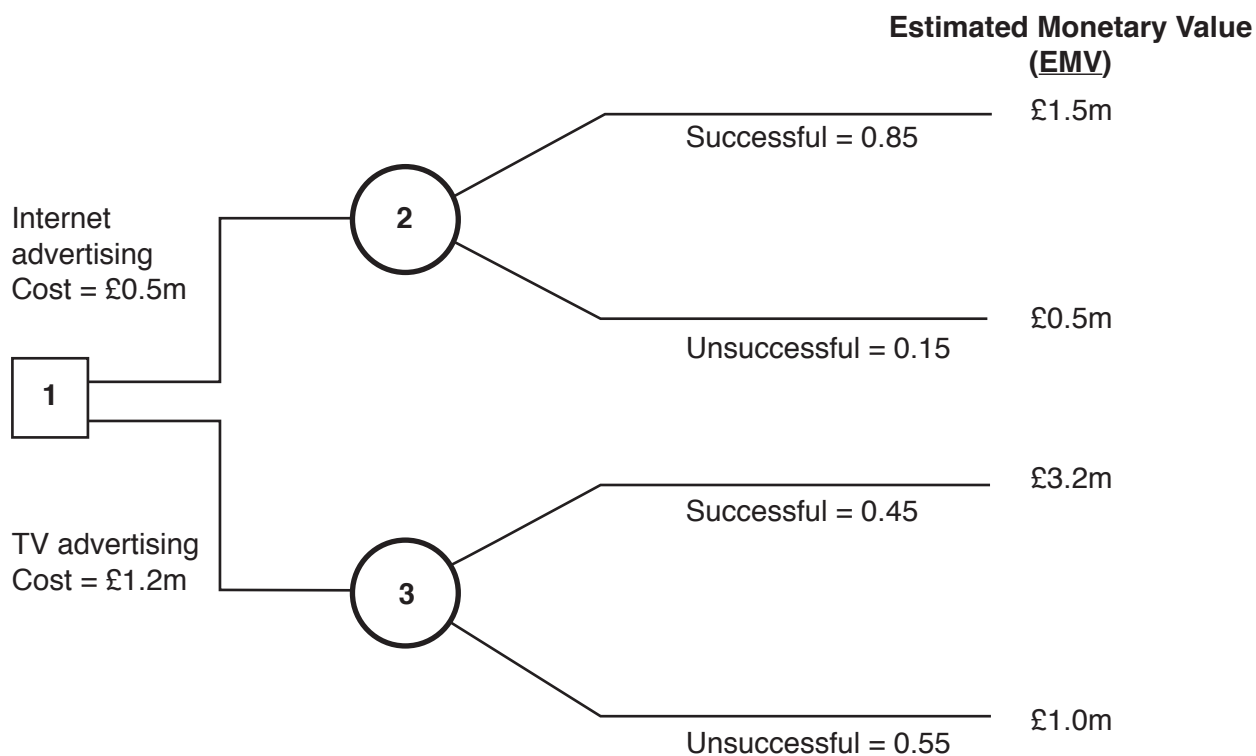 Estimated Monetary Value
(EMV)
£1.5m
Successful = 0.85
Internet
advertising
Cost = £0.5m
2
£0.5m
Unsuccessful = 0.15
1
£3.2m
Successful = 0.45
TV advertising
Cost = £1.2m
3
£1.0m
Unsuccessful = 0.55